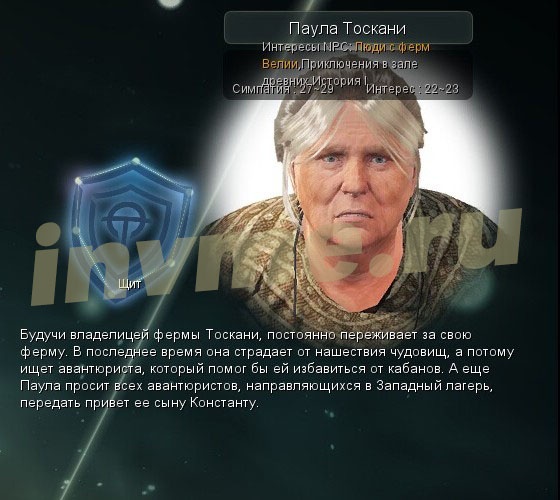 Паула Тоскани
Интересы NPC: Люди с ферм
Велии,Приключения в зале
древних,История I
Симпатия : 27~29 Интерес : 22~23
invme.ru
Щит
Будучи владелицей фермы Тоскани, постоянно переживает за свою
ферму. В последнее время она страдает от нашествия чудовищ, а потому
ищет авантюриста, который помог бы ей избавиться от кабанов. А еще
Паула просит всех авантюристов, направляющихся в Западный лагерь,
передать привет ее сыну Константу.